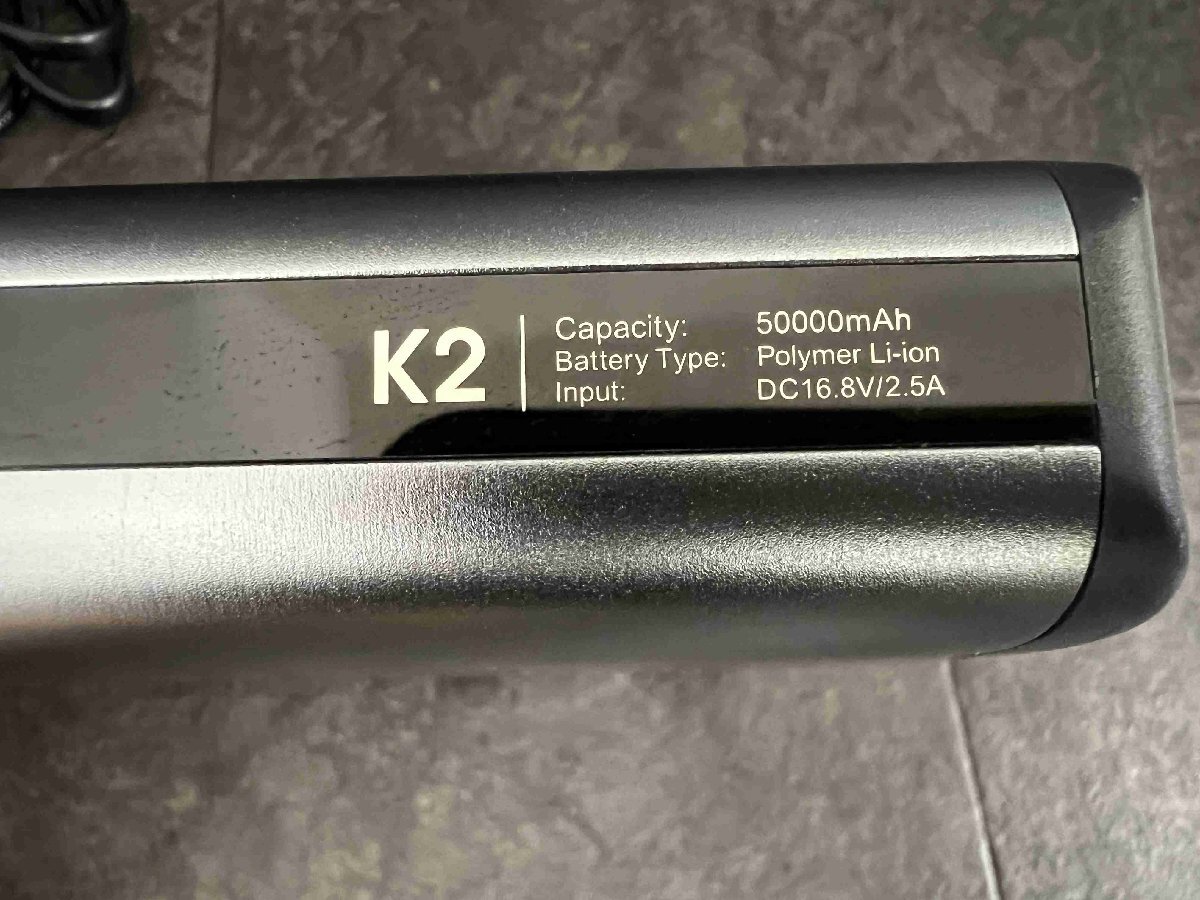 K2
Capacity: 50000mAh
Battery Type: Polymer Li-ion
Input: DC16.8V/2.5A